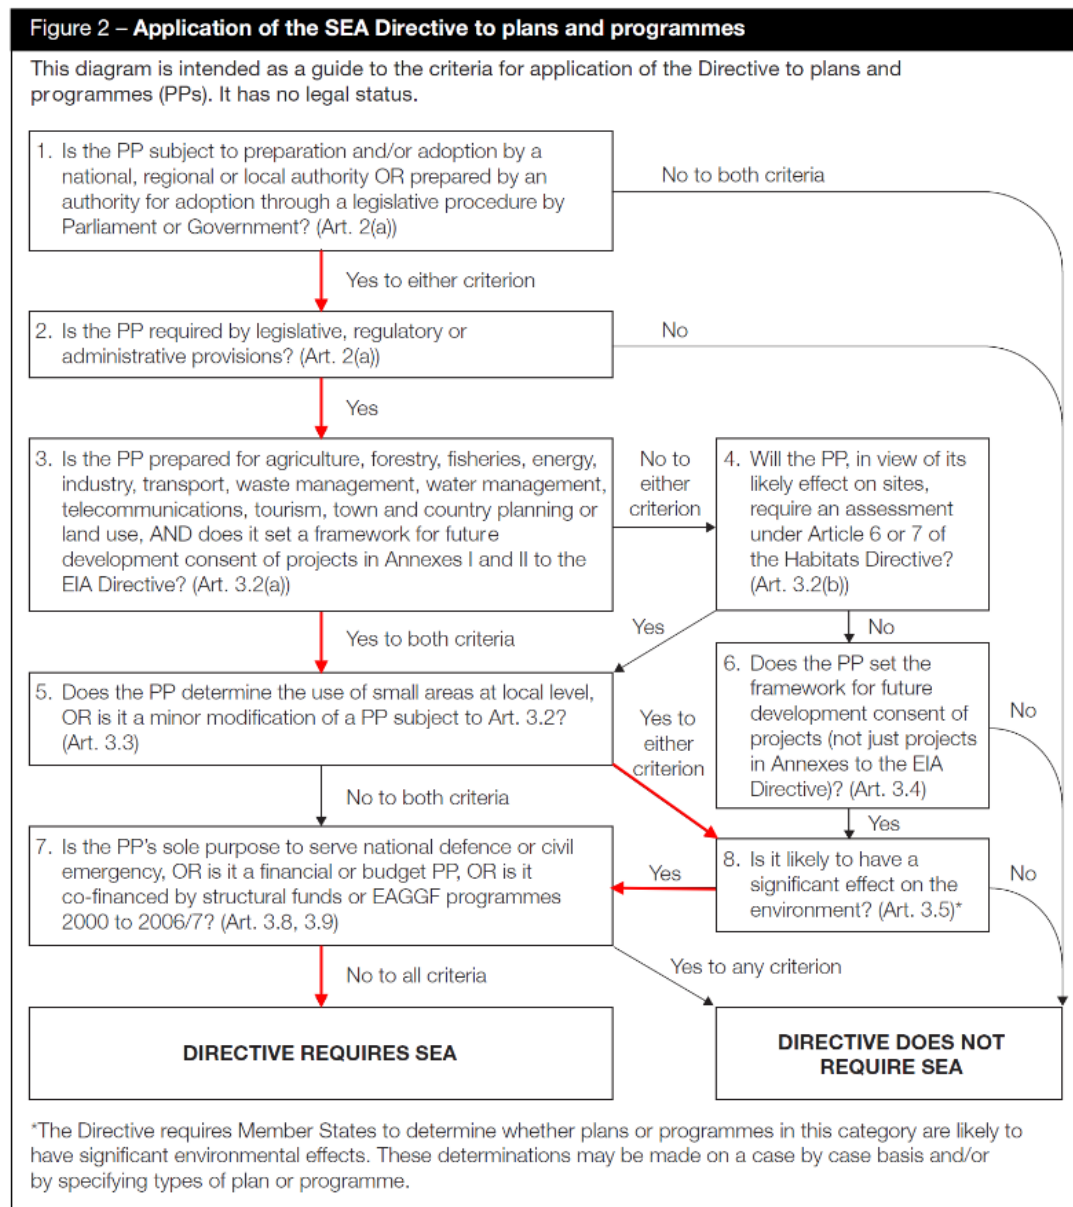 Figure 2 – Application of the SEA Directive to plans and programmes
This diagram is intended as a guide to the criteria for application of the Directive to plans and
programmes (PPs). It has no legal status.
1. Is the PP subject to preparation and/or adoption by a
national, regional or local authority OR prepared by an
authority for adoption through a legislative procedure by
Parliament or Government? (Art. 2(a))
No to both criteria
Yes to either criterion
2. Is the PP required by legislative, regulatory or
administrative provisions? (Art. 2(a))
No
Yes
3. Is the PP prepared for agriculture, forestry, fisheries, energy,
industry, transport, waste management, water management,
telecommunications, tourism, town and country planning or
land use, AND does it set a framework for future
development consent of projects in Annexes I and II to the
EIA Directive? (Art. 3.2(a))
No to
either
criterion
4. Will the PP, in view of its
likely effect on sites,
require an assessment
under Article 6 or 7 of
the Habitats Directive?
(Art. 3.2(b))
Yes to both criteria
Yes
No
5. Does the PP determine the use of small areas at local level,
OR is it a minor modification of a PP subject to Art. 3.2?
(Art. 3.3)
Yes to
either
criterion
6. Does the PP set the
framework for future
development consent of
projects (not just projects
in Annexes to the EIA
Directive)? (Art. 3.4)
No
No to both criteria
Yes
7. Is the PP's sole purpose to serve national defence or civil
emergency, OR is it a financial or budget PP, OR is it
co-financed by structural funds or EAGGF programmes
2000 to 2006/7? (Art. 3.8, 3.9)
Yes
8. Is it likely to have a
significant effect on the
environment? (Art. 3.5)*
No
No to all criteria
Yes to any criterion
DIRECTIVE REQUIRES SEA
DIRECTIVE DOES NOT
REQUIRE SEA
*The Directive requires Member States to determine whether plans or programmes in this category are likely to
have significant environmental effects. These determinations may be made on a case by case basis and/or
by specifying types of plan or programme.